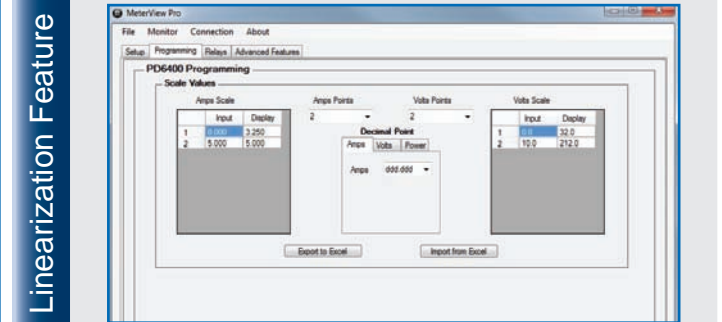 Linearization Feature
MeterView Pro
File Monitor Connection About
Setup Programming Relays Advanced Features
PD6400 Programming
Scale Values
Amps Scale Amps Points Volts Points Volts Scale
Input Display 2 2 Input Display
1 0.000 3.250 Decimal Point 1 0.0 32.0
2 5.000 5.000 Amps Volts Power 2 10.0 212.0
Amps ddd.ddd
Export to Excel Import from Excel